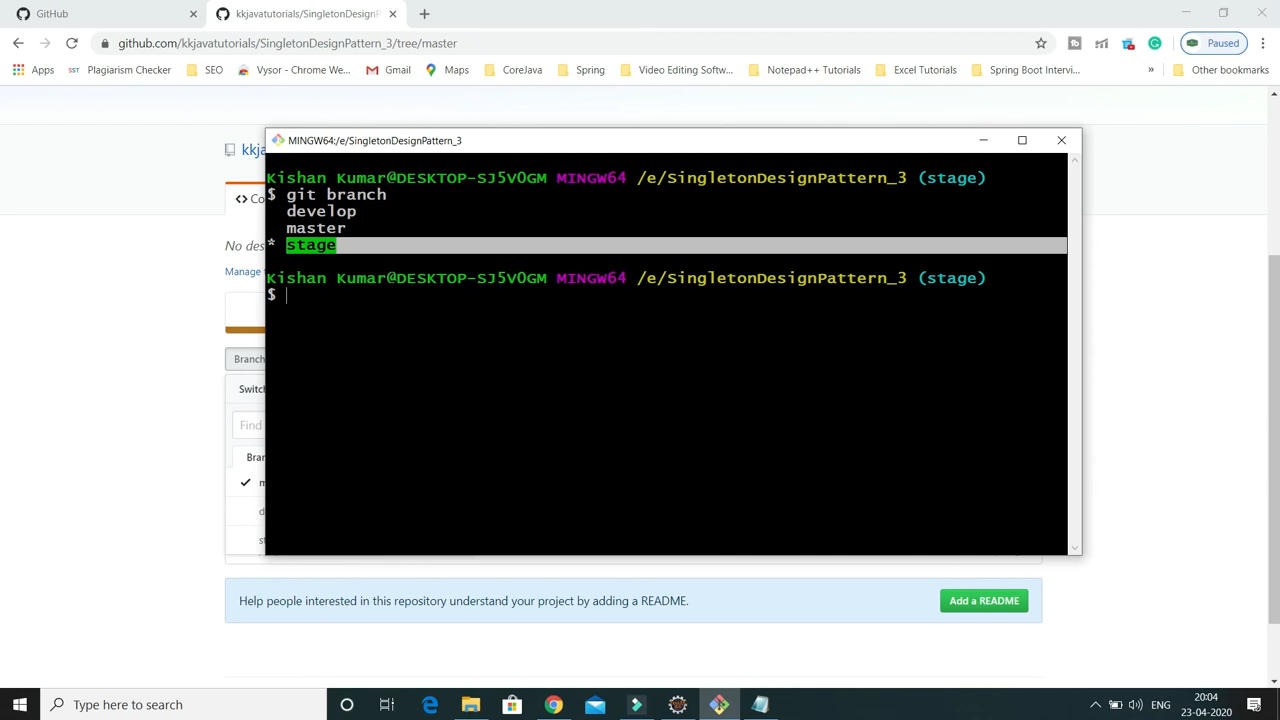 GitHub
kkjavatutorials/SingletonDesignP
github.com/kkjavatutorials/SingletonDesignPattern_3/tree/master
Paused
Apps
SST
Plagiarism Checker
SEO
Vysor - Chrome We...
Gmail
Maps
CoreJava
Spring
Video Editing Softw...
Notepad++ Tutorials
Excel Tutorials
Spring Boot Intervi...
»
Other bookmarks
kkja
<> Co
No des
Manage
Branch
Switch
Find
Bran
m
d
st
MINGW64:/e/SingletonDesignPattern_3
Kishan Kumar@DESKTOP-SJ5V0GM MINGW64 /e/SingletonDesignPattern_3 (stage)
$ git branch
develop
master
* stage
Kishan Kumar@DESKTOP-SJ5V0GM MINGW64 /e/SingletonDesignPattern_3 (stage)
$
Help people interested in this repository understand your project by adding a README.
Add a README
Type here to search
ENG
20:04
23-04-2020